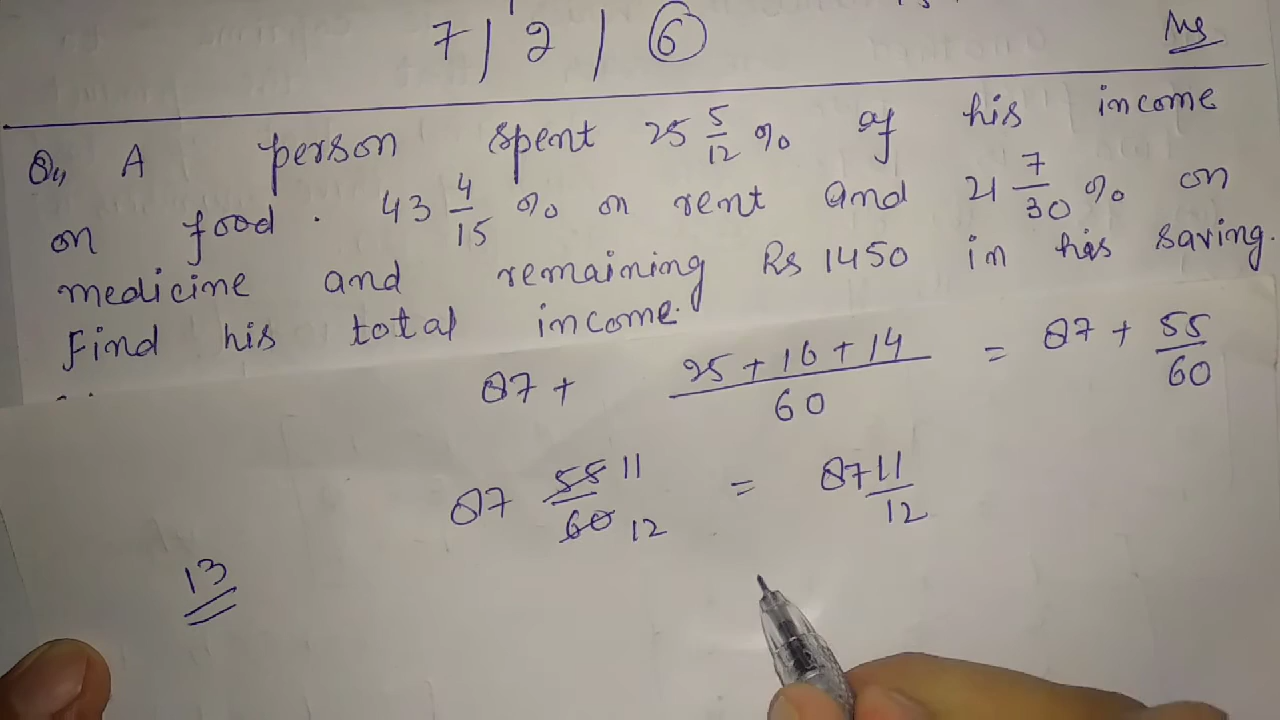 7 / 2 / 6 Ans
Q, A person spent 25 5/12 % of his income
on food . 43 4/15 % on rent and 21 7/30 % on
medicine and remaining Rs 1450 in his saving.
Find his total income.
87 + (25 + 16 + 14)/60 = 87 + 55/60
87 55/60 11/12 = 87 11/12
13